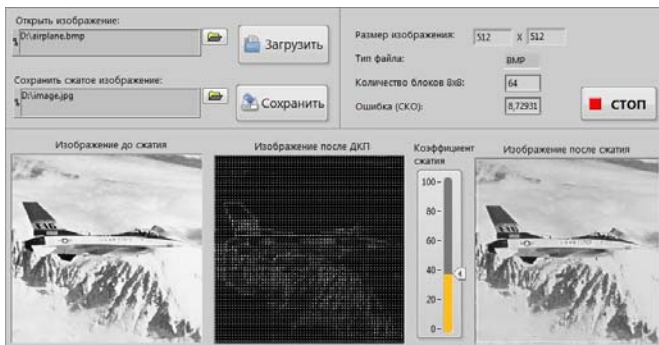 Открыть изображение:
D:\airplane.bmp
Загрузить
Сохранить сжатое изображение:
D:\image.jpg
Сохранить
Размер изображения: 512 X 512
Тип файла: BMP
Количество блоков 8x8: 64
Ошибка (СКО): 8,72931
СТОП
Изображение до сжатия
Изображение после ДКП
Коэффициент
сжатия
100-
80-
60-
40-
20-
0-
Изображение после сжатия